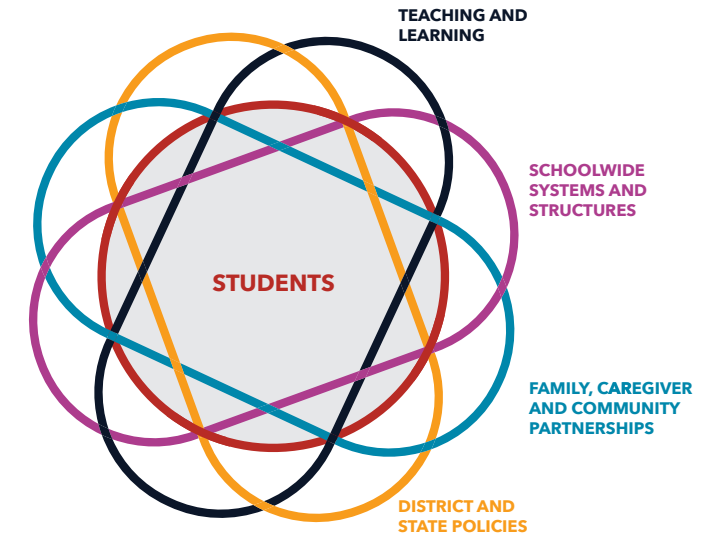 TEACHING AND
LEARNING
SCHOOLWIDE
SYSTEMS AND
STRUCTURES
STUDENTS
FAMILY, CAREGIVER
AND COMMUNITY
PARTNERSHIPS
DISTRICT AND
STATE POLICIES